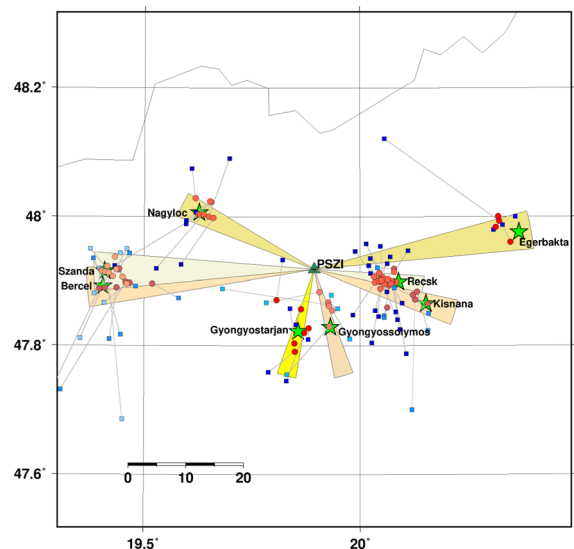 48.2°
48°
Nagyloc
Egerbakta
PSZI
Szanda
Recsk
Bercel
Kisnana
Gyongyostarjan
Gyongyossolymos
47.8°
47.6°
0 10 20
19.5° 20°